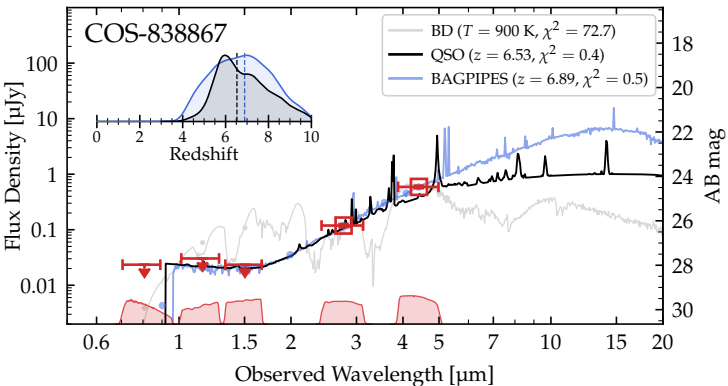 COS-838867
BD (T = 900 K, χ² = 72.7)
QSO (z = 6.53, χ² = 0.4)
BAGPIPES (z = 6.89, χ² = 0.5)
0 2 4 6 8 10
Redshift
100
10
1
0.1
0.01
Flux Density [μJy]
18
20
22
24
26
28
30
AB mag
0.6 1 2 3 4 5 10 15 20
Observed Wavelength [μm]